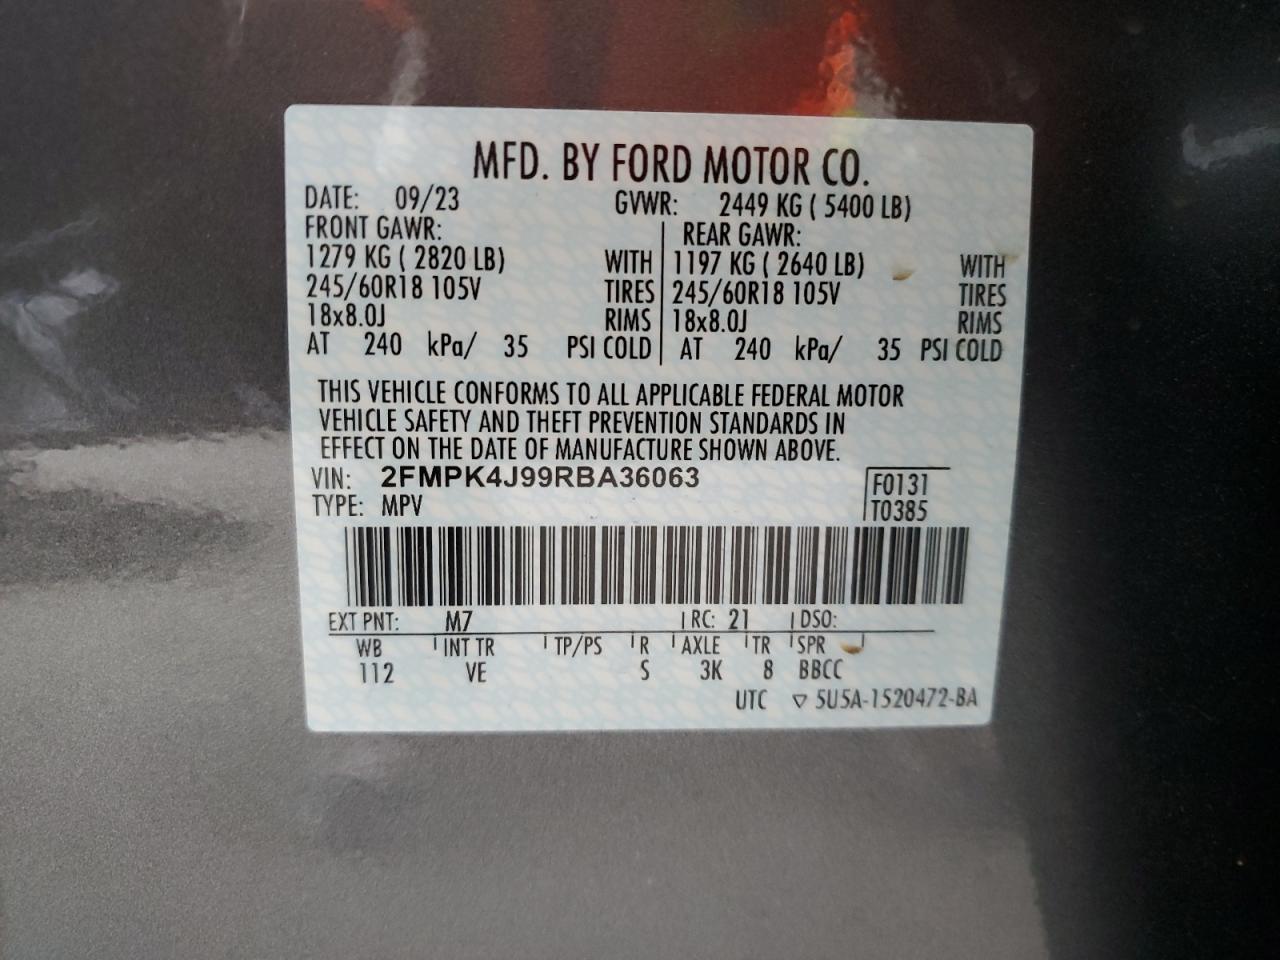 MFD. BY FORD MOTOR CO.
DATE: 09/23 GVWR: 2449 KG ( 5400 LB)
FRONT GAWR: REAR GAWR:
1279 KG ( 2820 LB) WITH 1197 KG ( 2640 LB) WITH
245/60R18 105V TIRES 245/60R18 105V TIRES
18x8.0J RIMS 18x8.0J RIMS
AT 240 kPa/ 35 PSI COLD AT 240 kPa/ 35 PSI COLD
THIS VEHICLE CONFORMS TO ALL APPLICABLE FEDERAL MOTOR
VEHICLE SAFETY AND THEFT PREVENTION STANDARDS IN
EFFECT ON THE DATE OF MANUFACTURE SHOWN ABOVE.
VIN: 2FMPK4J99RBA36063 F0131
TYPE: MPV T0385
EXT PNT: M7 RC: 21 DSO:
WB INT TR TP/PS R AXLE TR SPR
112 VE S 3K 8 BBCC
UTC ▽ 5U5A-1520472-BA